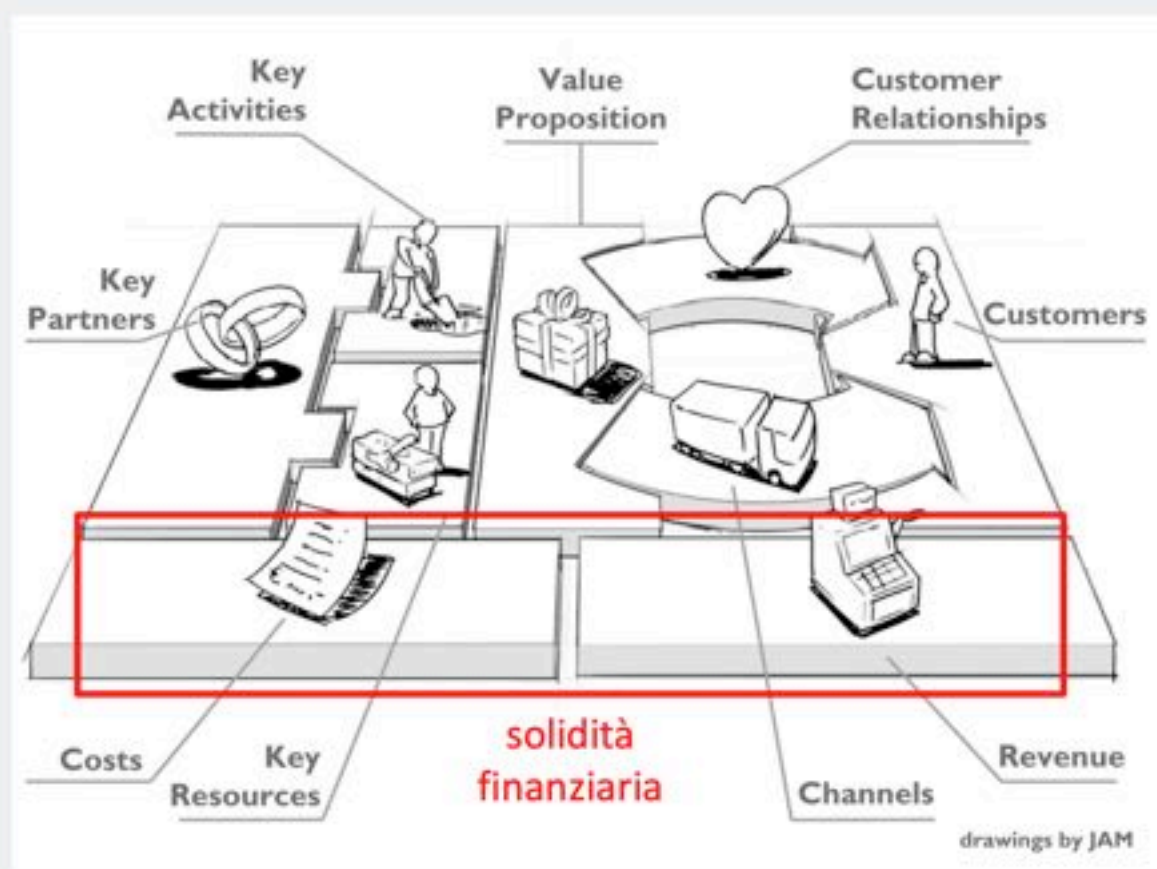 Key
Activities
Value
Proposition
Customer
Relationships
Key
Partners
Customers
Costs
Key
Resources
solidità
finanziaria
Channels
Revenue
drawings by JAM